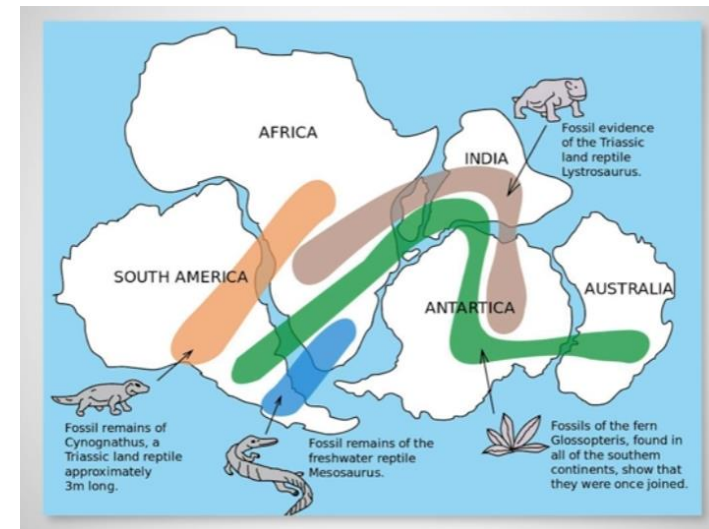 AFRICA
INDIA
Fossil evidence
of the Triassic
land reptile
Lystrosaurus.
SOUTH AMERICA
ANTARTICA
AUSTRALIA
Fossil remains of
Cynognathus, a
Triassic land reptile
approximately
3m long.
Fossil remains of the
freshwater reptile
Mesosaurus.
Fossils of the fern
Glossopteris, found in
all of the southern
continents, show that
they were once joined.